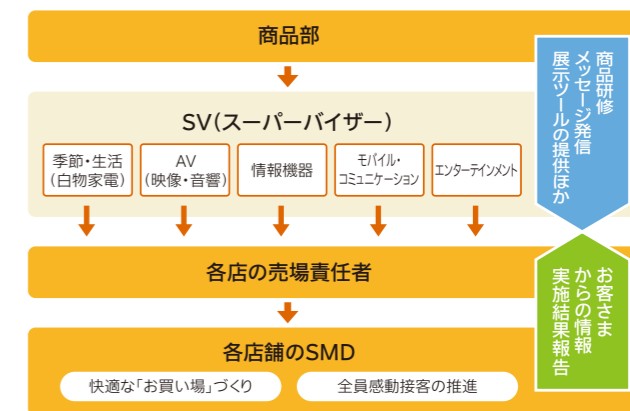 商品部
SV(スーパーバイザー)
季節・生活
(白物家電)
AV
(映像・音響)
情報機器
モバイル・
コミュニケーション
エンターテインメント
各店の売場責任者
各店舗のSMD
快適な「お買い場」づくり
全員感動接客の推進
商品研修
メッセージ発信
展示ツールの提供ほか
お客さま
からの情報
実施結果報告